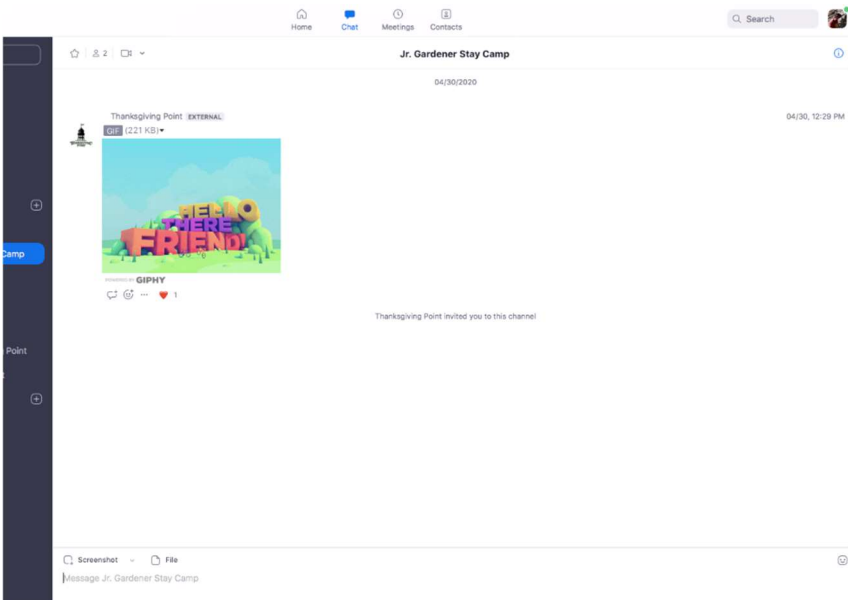 Home Chat Meetings Contacts
Search
2
Jr. Gardener Stay Camp
04/30/2020
Thanksgiving Point EXTERNAL
04/30, 12:29 PM
GIF (221 KB)
HELLO
THERE
FRIEND!
POWERED BY GIPHY
1
Thanksgiving Point invited you to this channel
Camp
Point
Screenshot File
Message Jr. Gardener Stay Camp